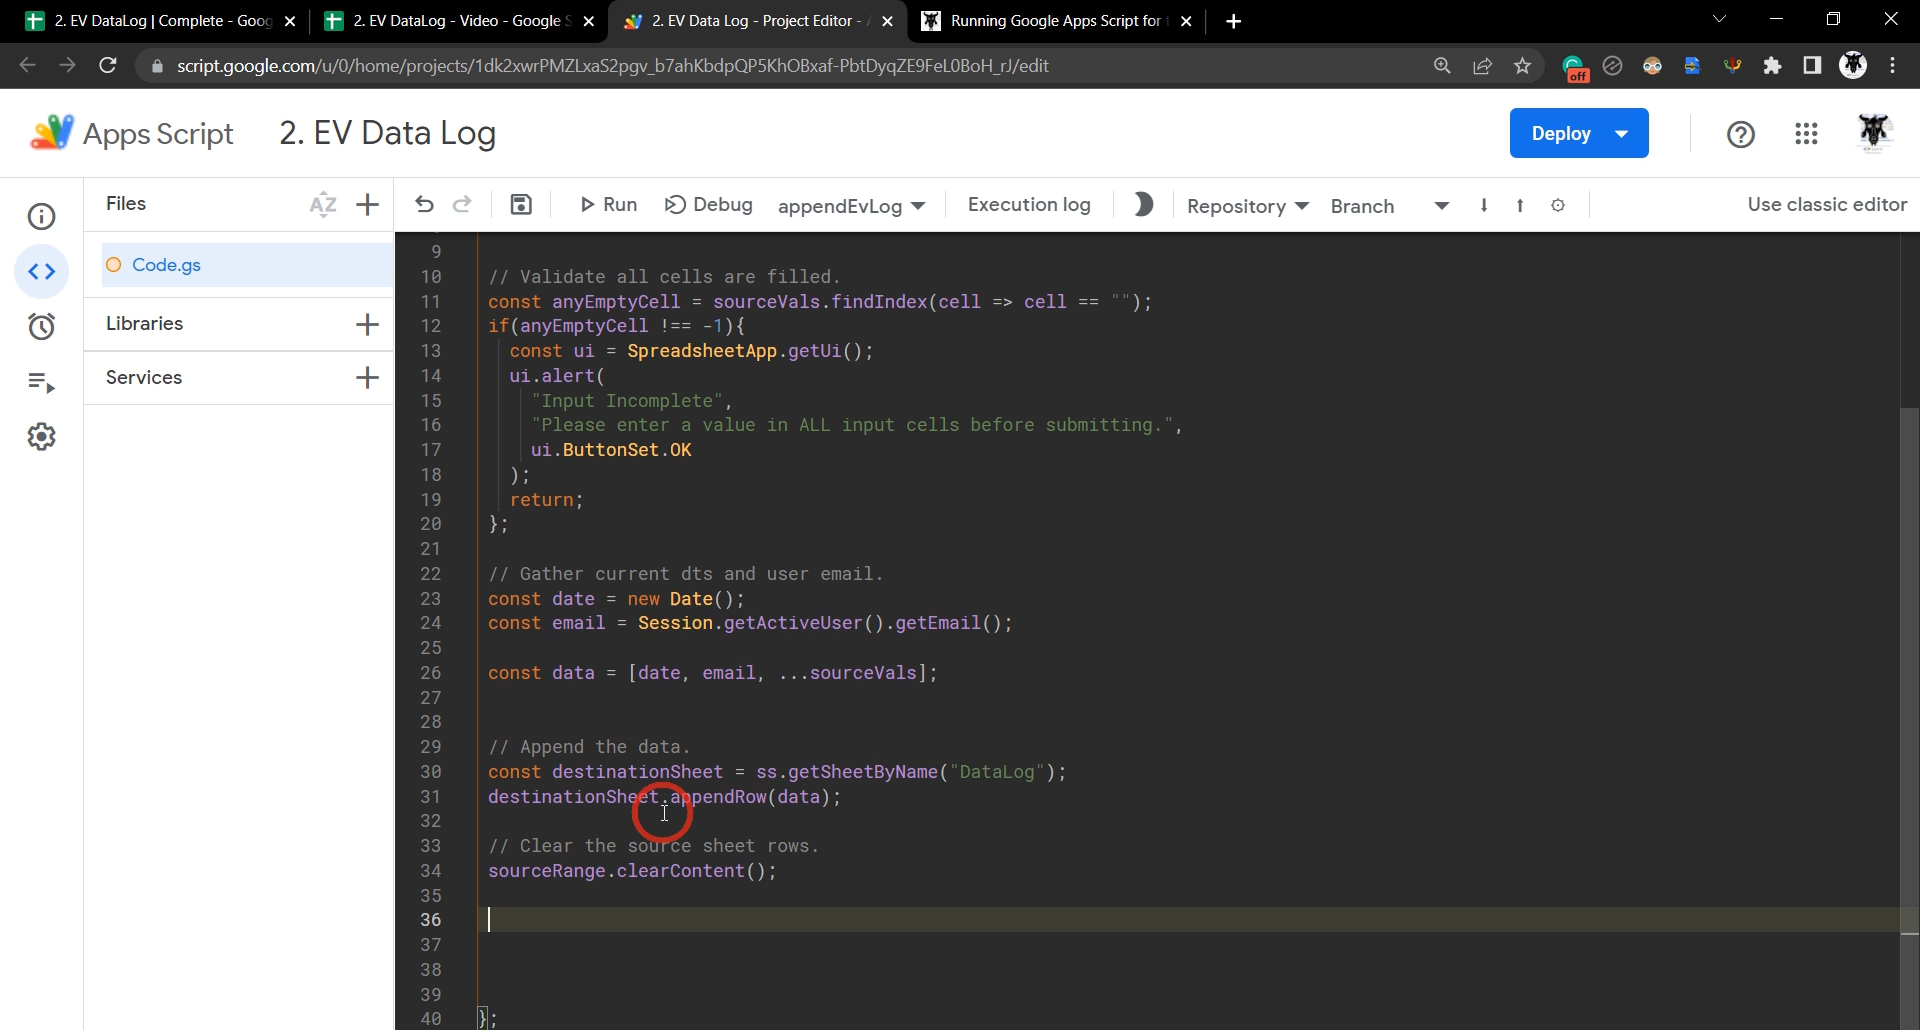 2. EV DataLog | Complete - Goog
2. EV DataLog - Video - Google S
2. EV Data Log - Project Editor - A
Running Google Apps Script for t
script.google.com/u/0/home/projects/1dk2xwrPMZLxaS2pgv_b7ahKbdpQP5KhOBxaf-PbtDyqZE9FeL0BoH_rJ/edit
off
Apps Script 2. EV Data Log
Deploy
Files
AZ
Run Debug appendEvLog Execution log Repository Branch Use classic editor
Code.gs
Libraries
Services
9
10 // Validate all cells are filled.
11 const anyEmptyCell = sourceVals.findIndex(cell => cell == "");
12 if(anyEmptyCell !== -1){
13 const ui = SpreadsheetApp.getUi();
14 ui.alert(
15 "Input Incomplete",
16 "Please enter a value in ALL input cells before submitting.",
17 ui.ButtonSet.OK
18 );
19 return;
20 };
21
22 // Gather current dts and user email.
23 const date = new Date();
24 const email = Session.getActiveUser().getEmail();
25
26 const data = [date, email, ...sourceVals];
27
28
29 // Append the data.
30 const destinationSheet = ss.getSheetByName("DataLog");
31 destinationSheet.appendRow(data);
32
33 // Clear the source sheet rows.
34 sourceRange.clearContent();
35
36
37
38
39
40 };